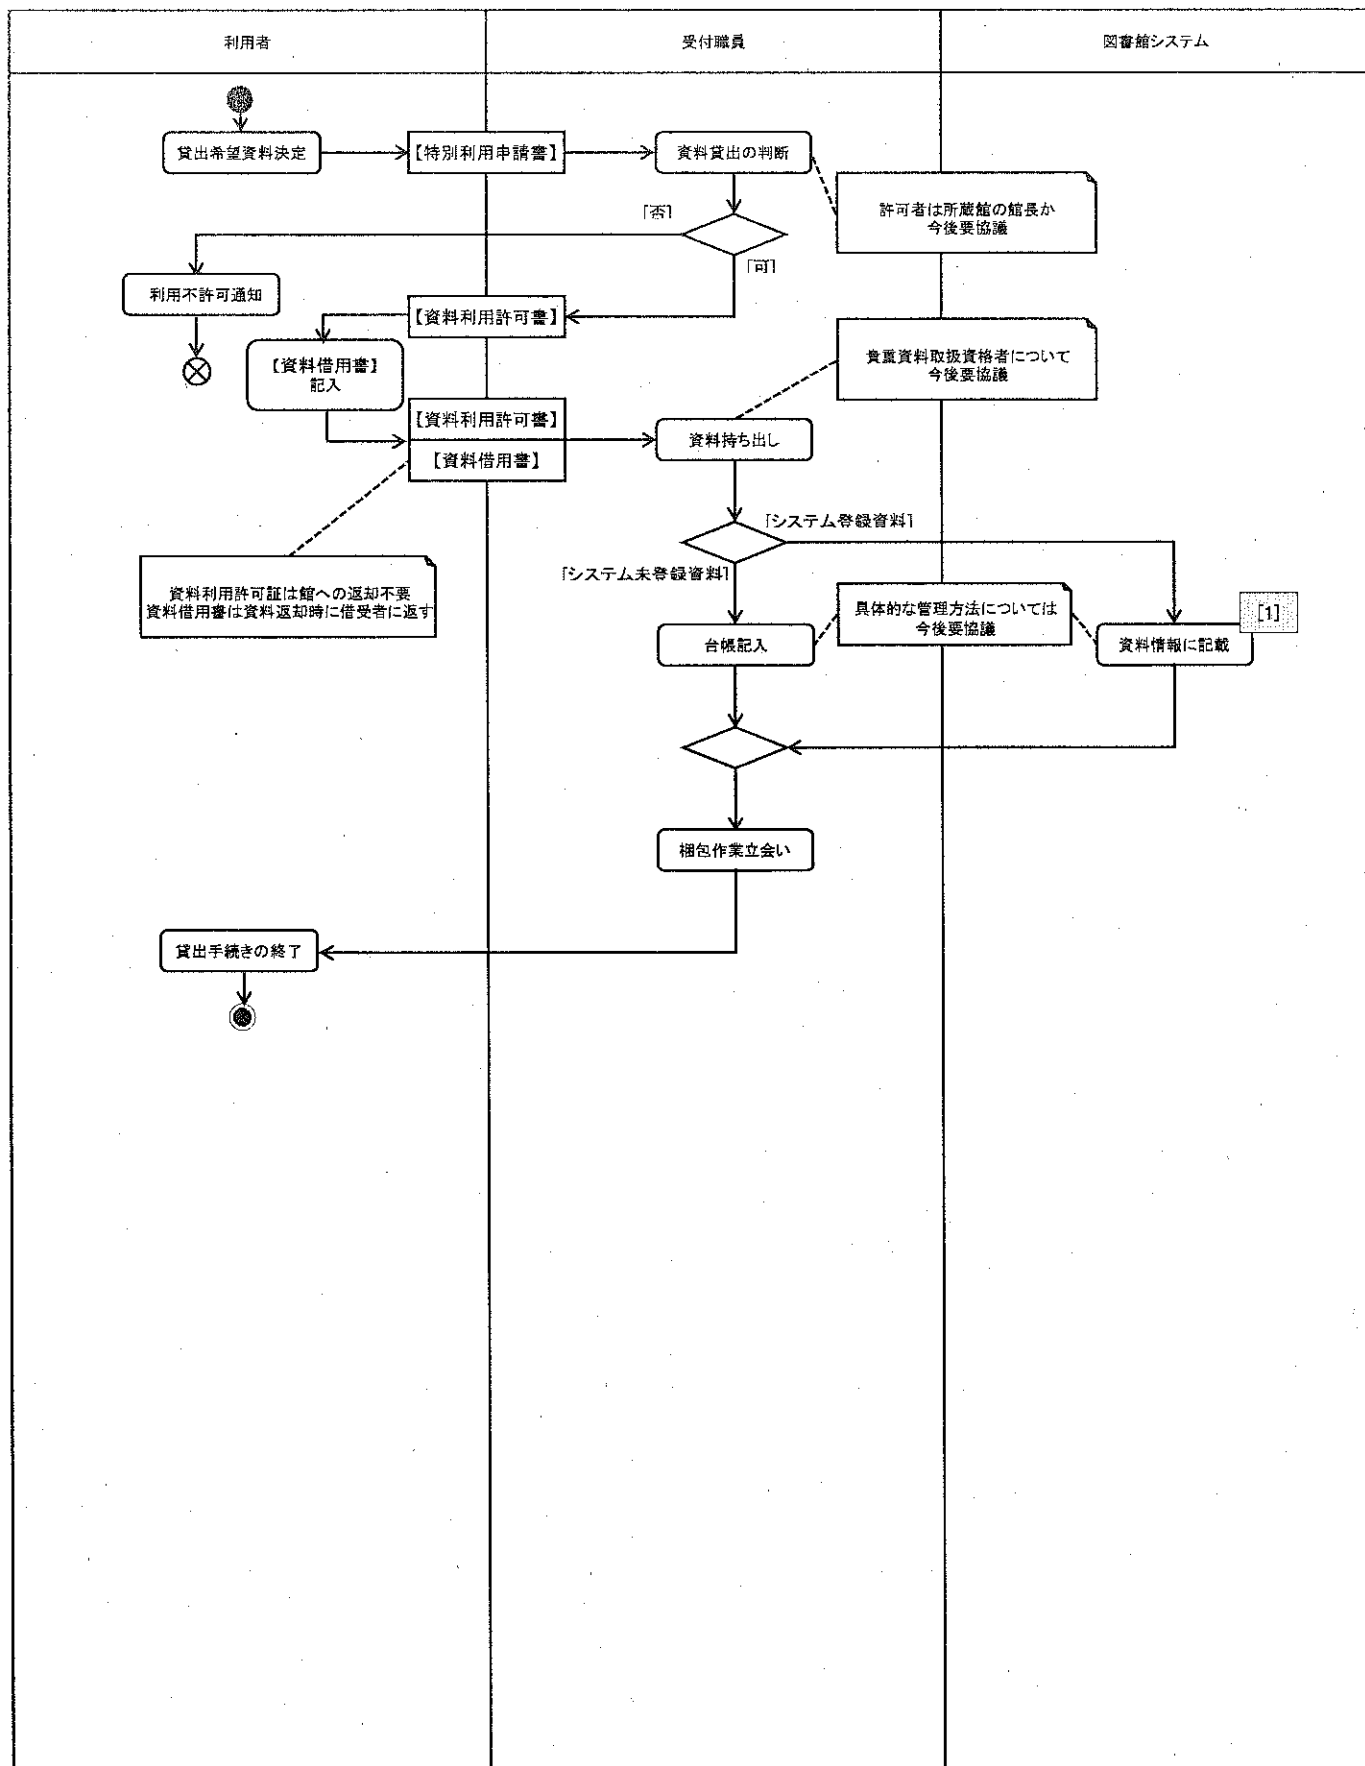 利用者
受付職員
図書館システム
貸出希望資料決定
【特別利用申請書】
資料貸出の判断
許可者は所蔵館の館長か
今後要協議
「否」
「可」
利用不許可通知
【資料利用許可書】
【資料借用書】
記入
貴重資料取扱資格者について
今後要協議
【資料利用許可書】
【資料借用書】
資料持ち出し
「システム登録資料」
「システム未登録資料」
資料利用許可証は館への返却不要
資料借用書は資料返却時に借受者に返す
具体的な管理方法については
今後要協議
[1]
台帳記入
資料情報に記載
梱包作業立会い
貸出手続きの終了